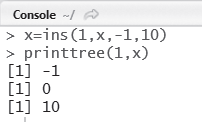 Console ~/
> x=ins(1,x,-1,10)
> printtree(1,x)
[1] -1
[1] 0
[1] 10